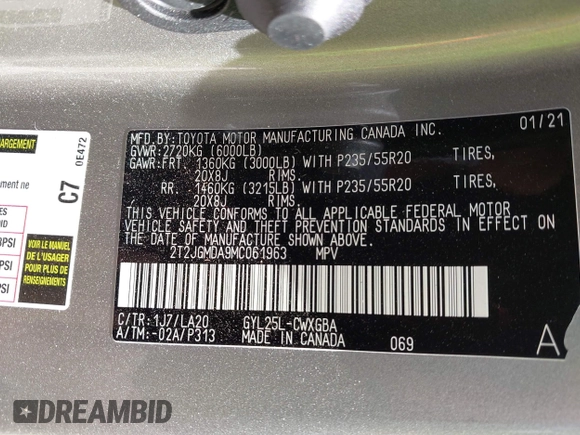 MFD.BY:TOYOTA MOTOR MANUFACTURING CANADA INC. 01/21
GVWR:2720KG (6000LB)
GAWR:FRT. 1360KG (3000LB) WITH P235/55R20 TIRES,
20X8J RIMS.
RR. 1460KG (3215LB) WITH P235/55R20 TIRES,
20X8J RIMS.
THIS VEHICLE CONFORMS TO ALL APPLICABLE FEDERAL MOTOR
VEHICLE SAFETY AND THEFT PREVENTION STANDARDS IN EFFECT ON
THE DATE OF MANUFACTURE SHOWN ABOVE.
2T2JGMDA9MC061963 MPV
C/TR:1J7/LA20 GYL25L-CWXGBA
A/TM:-02A/P313 MADE IN CANADA 069 A
ement ne
C7
0E472
PSI
PSI
VOIR LE MANUEL
DE L'USAGER
POUR PLUS DE
RENSEIGNEMENTS
DREAMBID